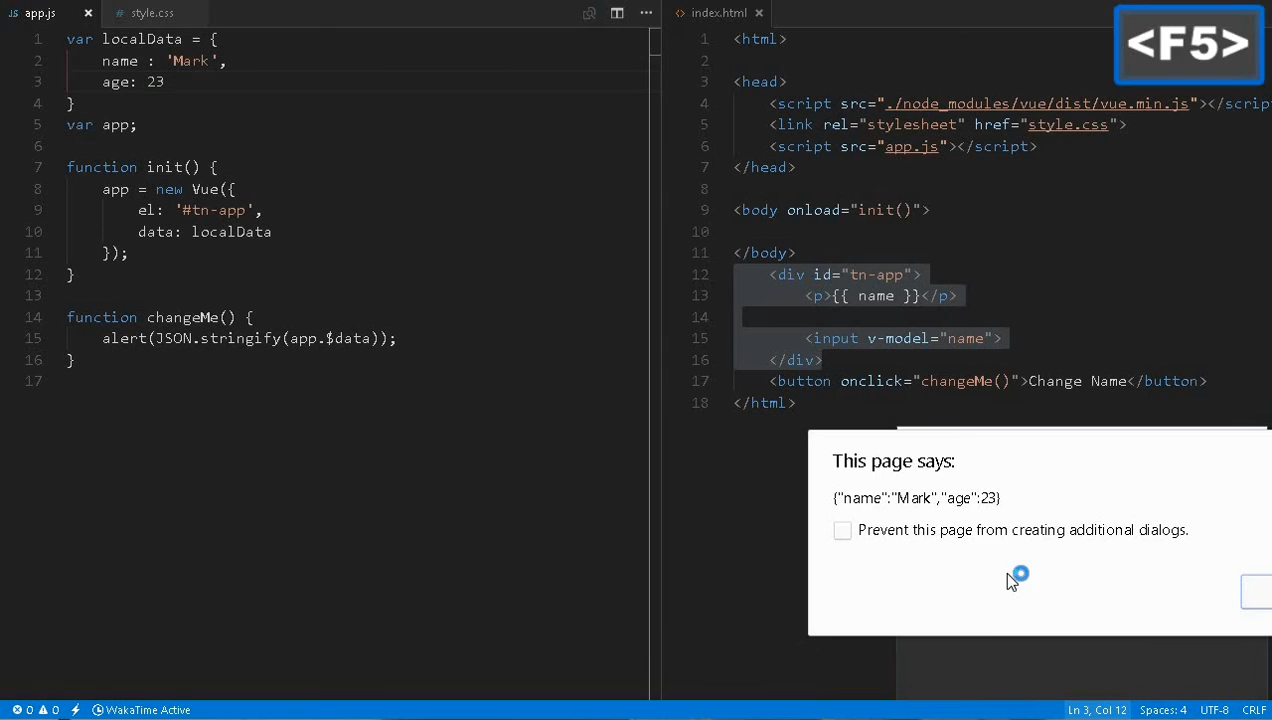 app.js
style.css
index.html
<F5>
1 var localData = {
2 name : 'Mark',
3 age: 23
4 }
5 var app;
6
7 function init() {
8 app = new Vue({
9 el: '#tn-app',
10 data: localData
11 });
12 }
13
14 function changeMe() {
15 alert(JSON.stringify(app.$data));
16 }
17
1 <html>
2
3 <head>
4 <script src="./node_modules/vue/dist/vue.min.js"></scrip
5 <link rel="stylesheet" href="style.css">
6 <script src="app.js"></script>
7 </head>
8
9 <body onload="init()">
10
11 </body>
12 <div id="tn-app">
13 <p>{{ name }}</p>
14
15 <input v-model="name">
16 </div>
17 <button onclick="changeMe()">Change Name</button>
18 </html>
This page says:
{"name":"Mark","age":23}
Prevent this page from creating additional dialogs.
0 0 WakaTime Active
Ln 3, Col 12 Spaces: 4 UTF-8 CRLF